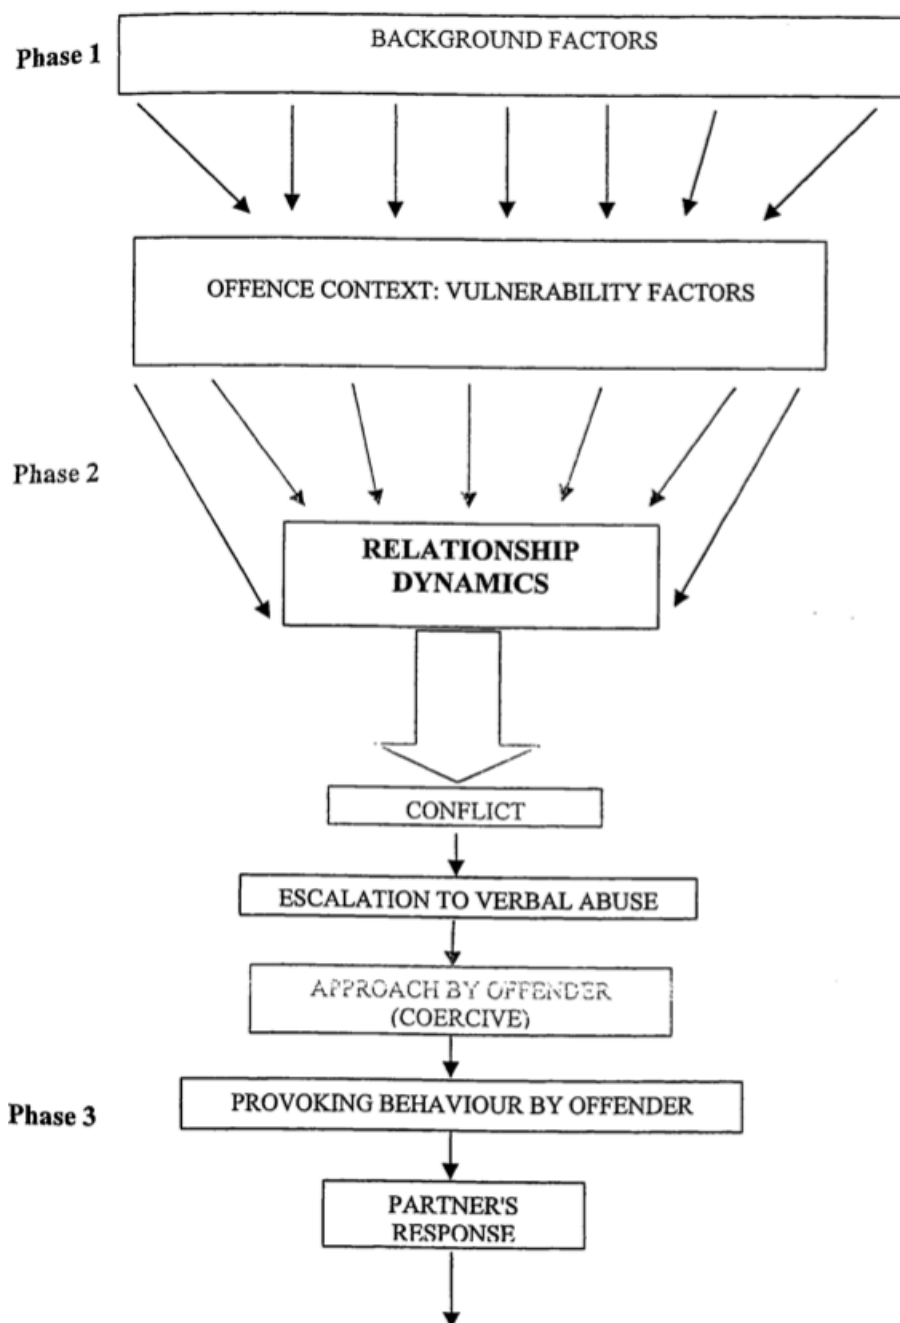 Phase 1
BACKGROUND FACTORS
OFFENCE CONTEXT: VULNERABILITY FACTORS
Phase 2
RELATIONSHIP
DYNAMICS
CONFLICT
ESCALATION TO VERBAL ABUSE
APPROACH BY OFFENDER
(COERCIVE)
Phase 3
PROVOKING BEHAVIOUR BY OFFENDER
PARTNER'S
RESPONSE